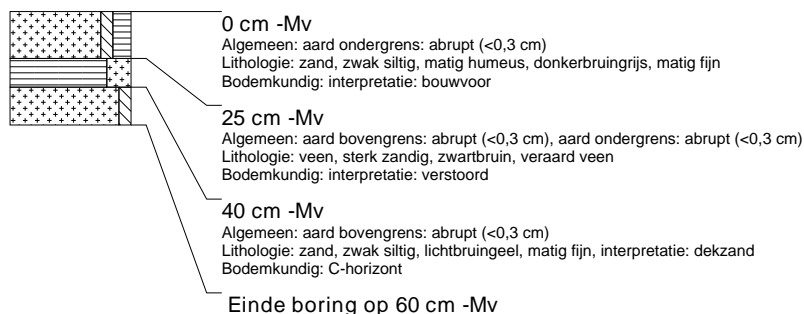 0 cm -Mv
Algemeen: aard ondergrens: abrupt (<0,3 cm)
Lithologie: zand, zwak siltig, matig humeus, donkerbruingrijs, matig fijn
Bodemkundig: interpretatie: bouwvoor
25 cm -Mv
Algemeen: aard bovengrens: abrupt (<0,3 cm), aard ondergrens: abrupt (<0,3 cm)
Lithologie: veen, sterk zandig, zwartbruin, veraard veen
Bodemkundig: interpretatie: verstoord
40 cm -Mv
Algemeen: aard bovengrens: abrupt (<0,3 cm)
Lithologie: zand, zwak siltig, lichtbruingeel, matig fijn, interpretatie: dekzand
Bodemkundig: C-horizont
Einde boring op 60 cm -Mv